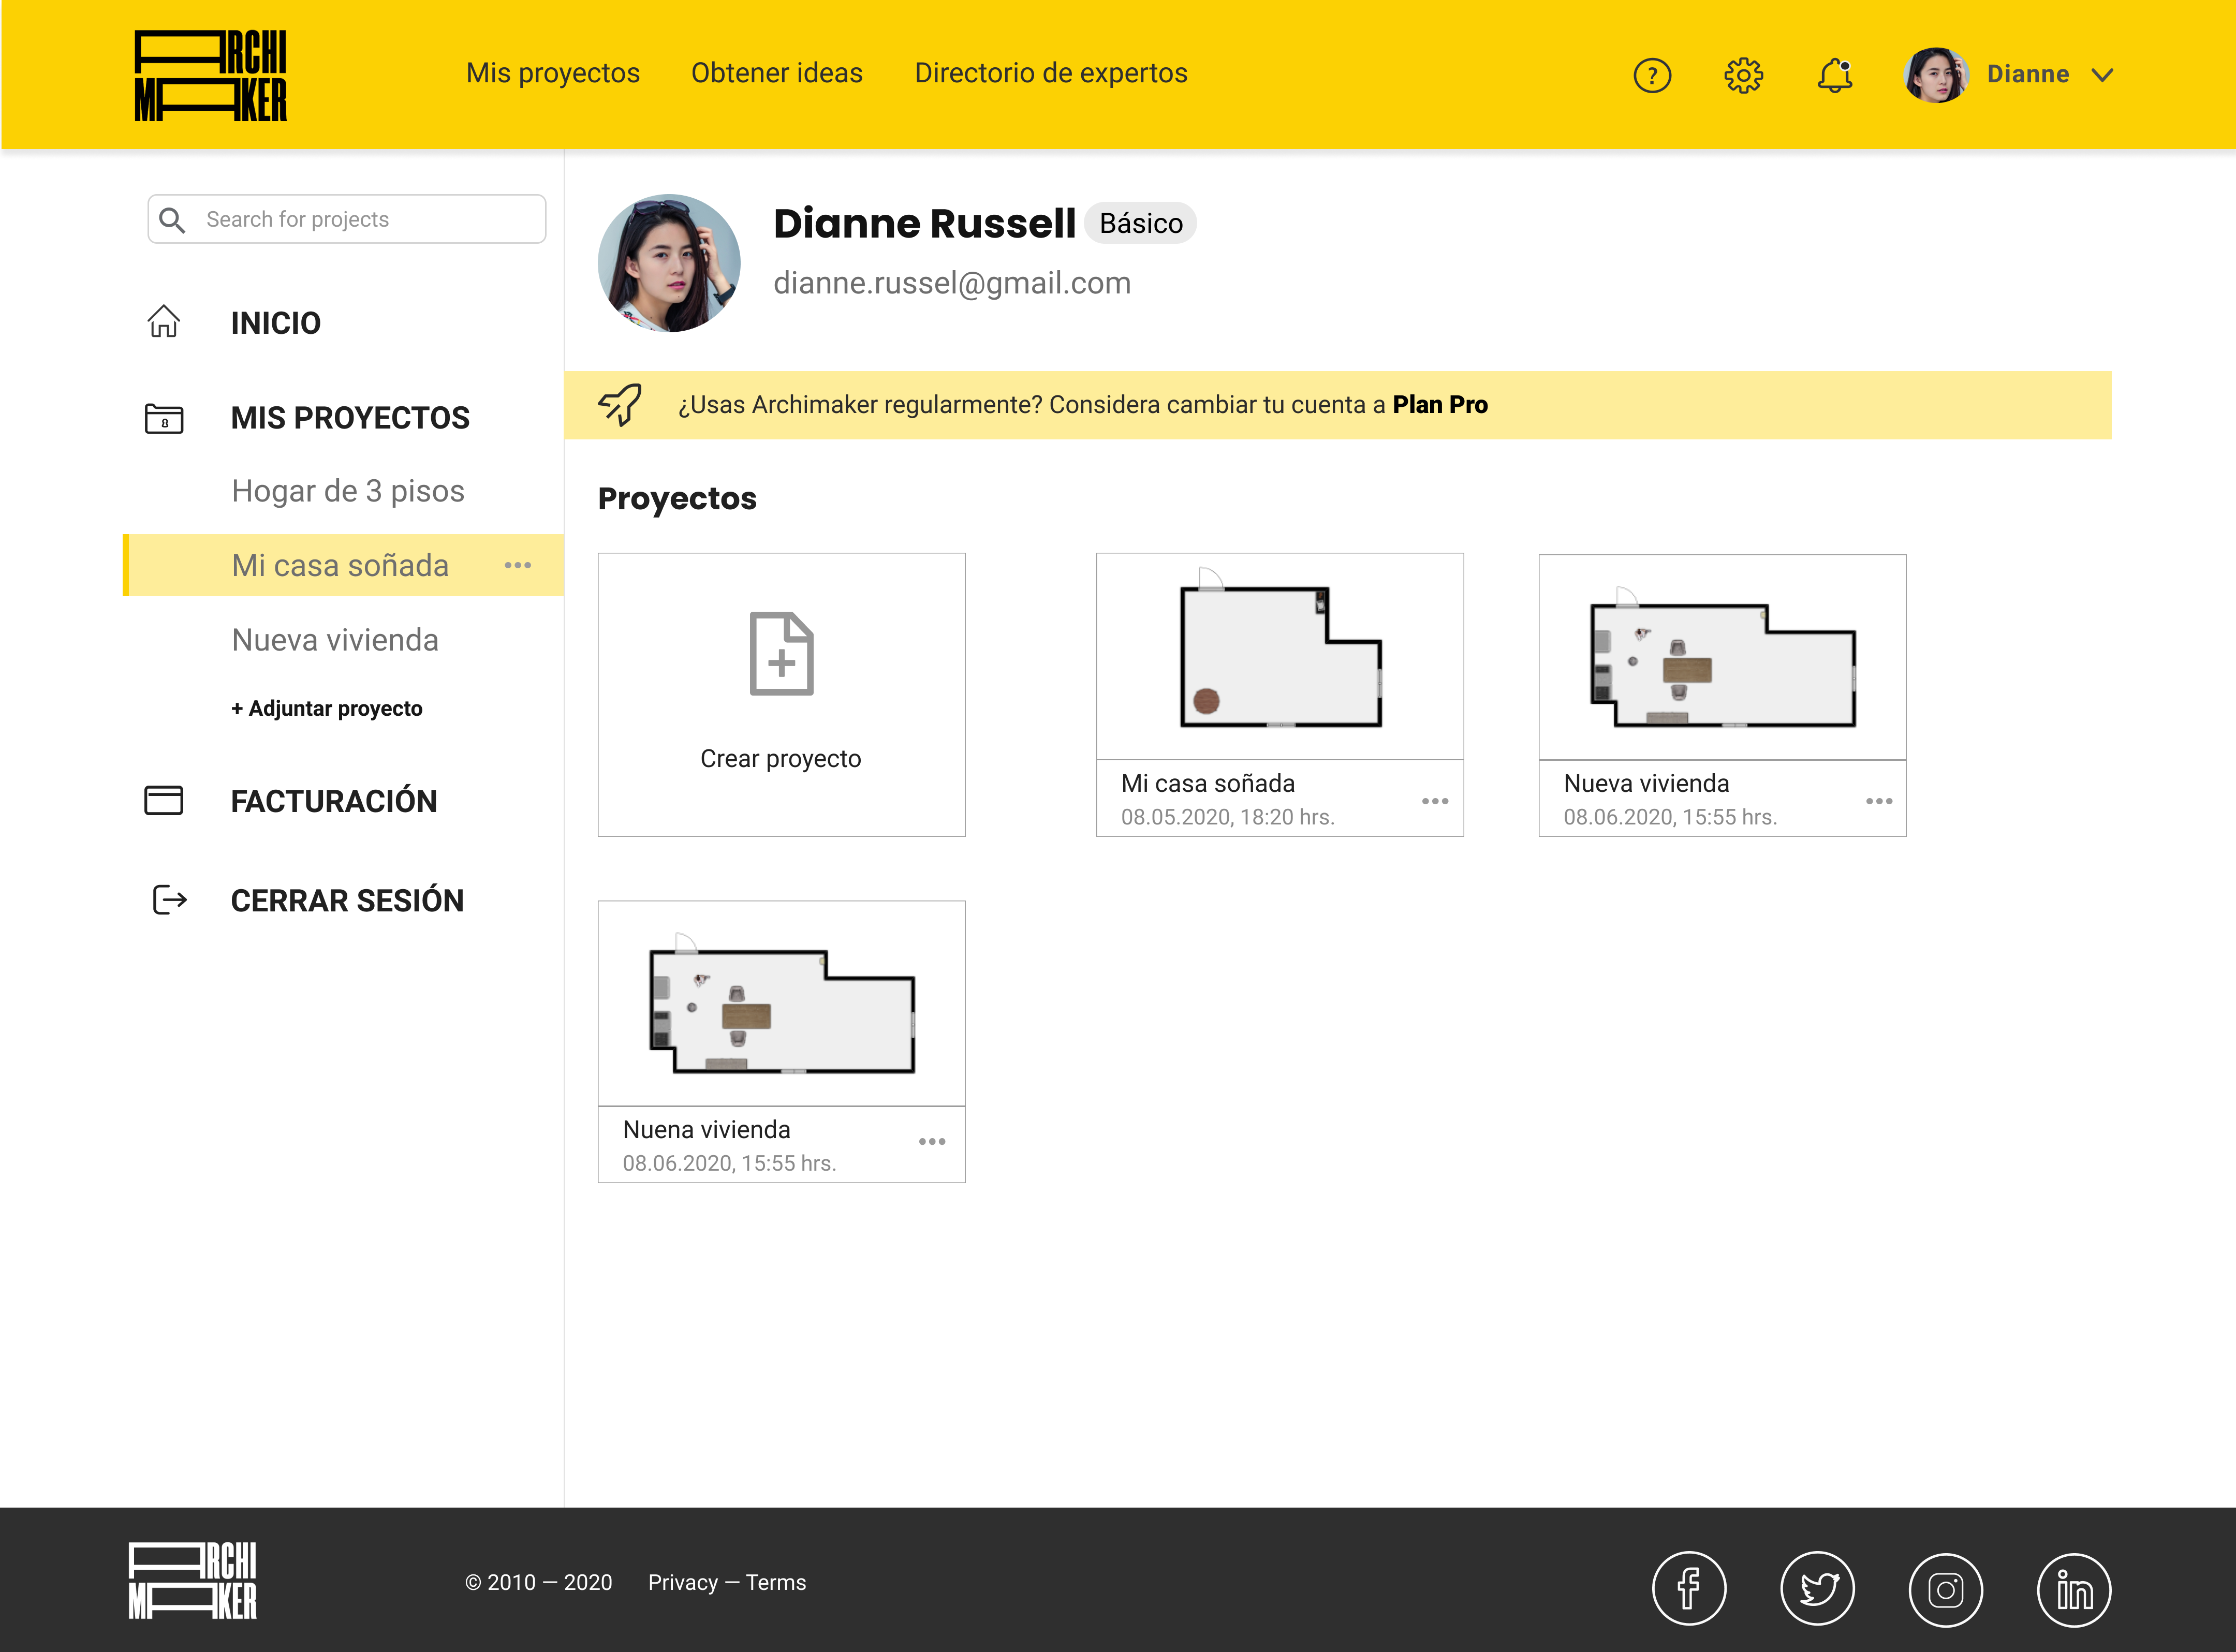 ARCHI
MAKER
Mis proyectos
Obtener ideas
Directorio de expertos
?
Dianne
Search for projects
INICIO
8
MIS PROYECTOS
Hogar de 3 pisos
Mi casa soñada
Nueva vivienda
+ Adjuntar proyecto
FACTURACIÓN
CERRAR SESIÓN
Dianne Russell
Básico
dianne.russel@gmail.com
¿Usas Archimaker regularmente? Considera cambiar tu cuenta a Plan Pro
Proyectos
Crear proyecto
Mi casa soñada
08.05.2020, 18:20 hrs.
Nueva vivienda
08.06.2020, 15:55 hrs.
Nuena vivienda
08.06.2020, 15:55 hrs.
ARCHI
MAKER
© 2010 — 2020
Privacy — Terms
f
in